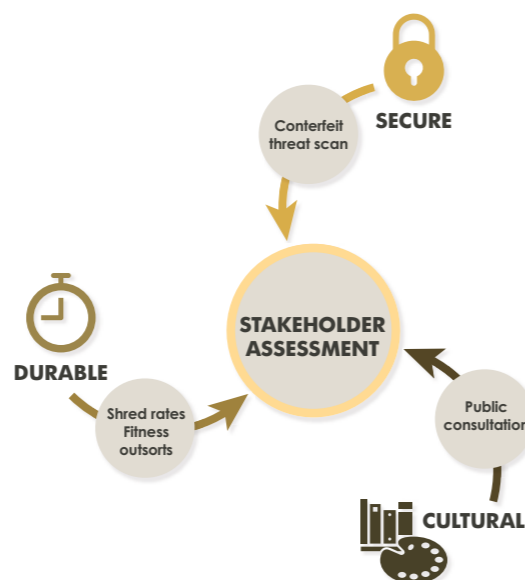 SECURE
Conterfeit
threat scan
STAKEHOLDER
ASSESSMENT
DURABLE
Shred rates
Fitness
outsorts
Public
consultation
CULTURAL